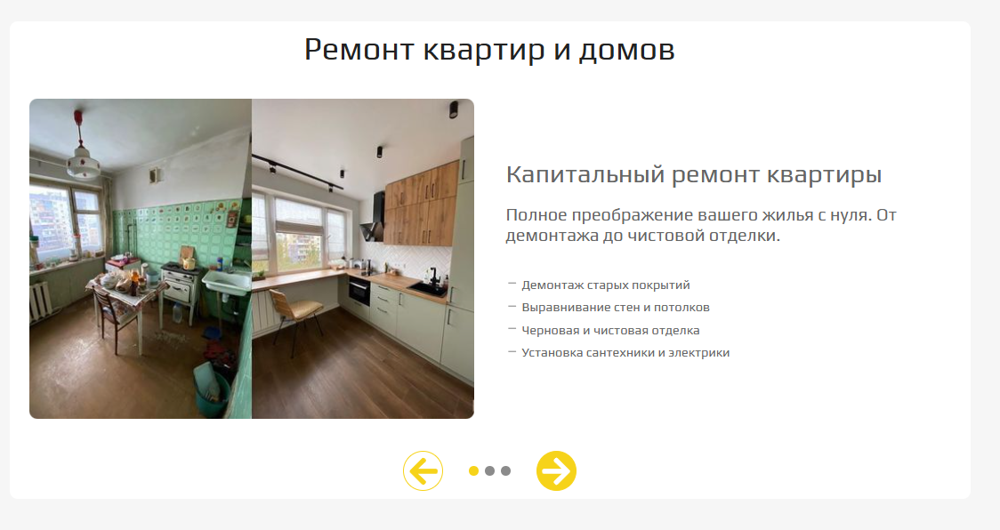 Ремонт квартир и домов
Капитальный ремонт квартиры
Полное преображение вашего жилья с нуля. От
демонтажа до чистовой отделки.
— Демонтаж старых покрытий
— Выравнивание стен и потолков
— Черновая и чистовая отделка
— Установка сантехники и электрики